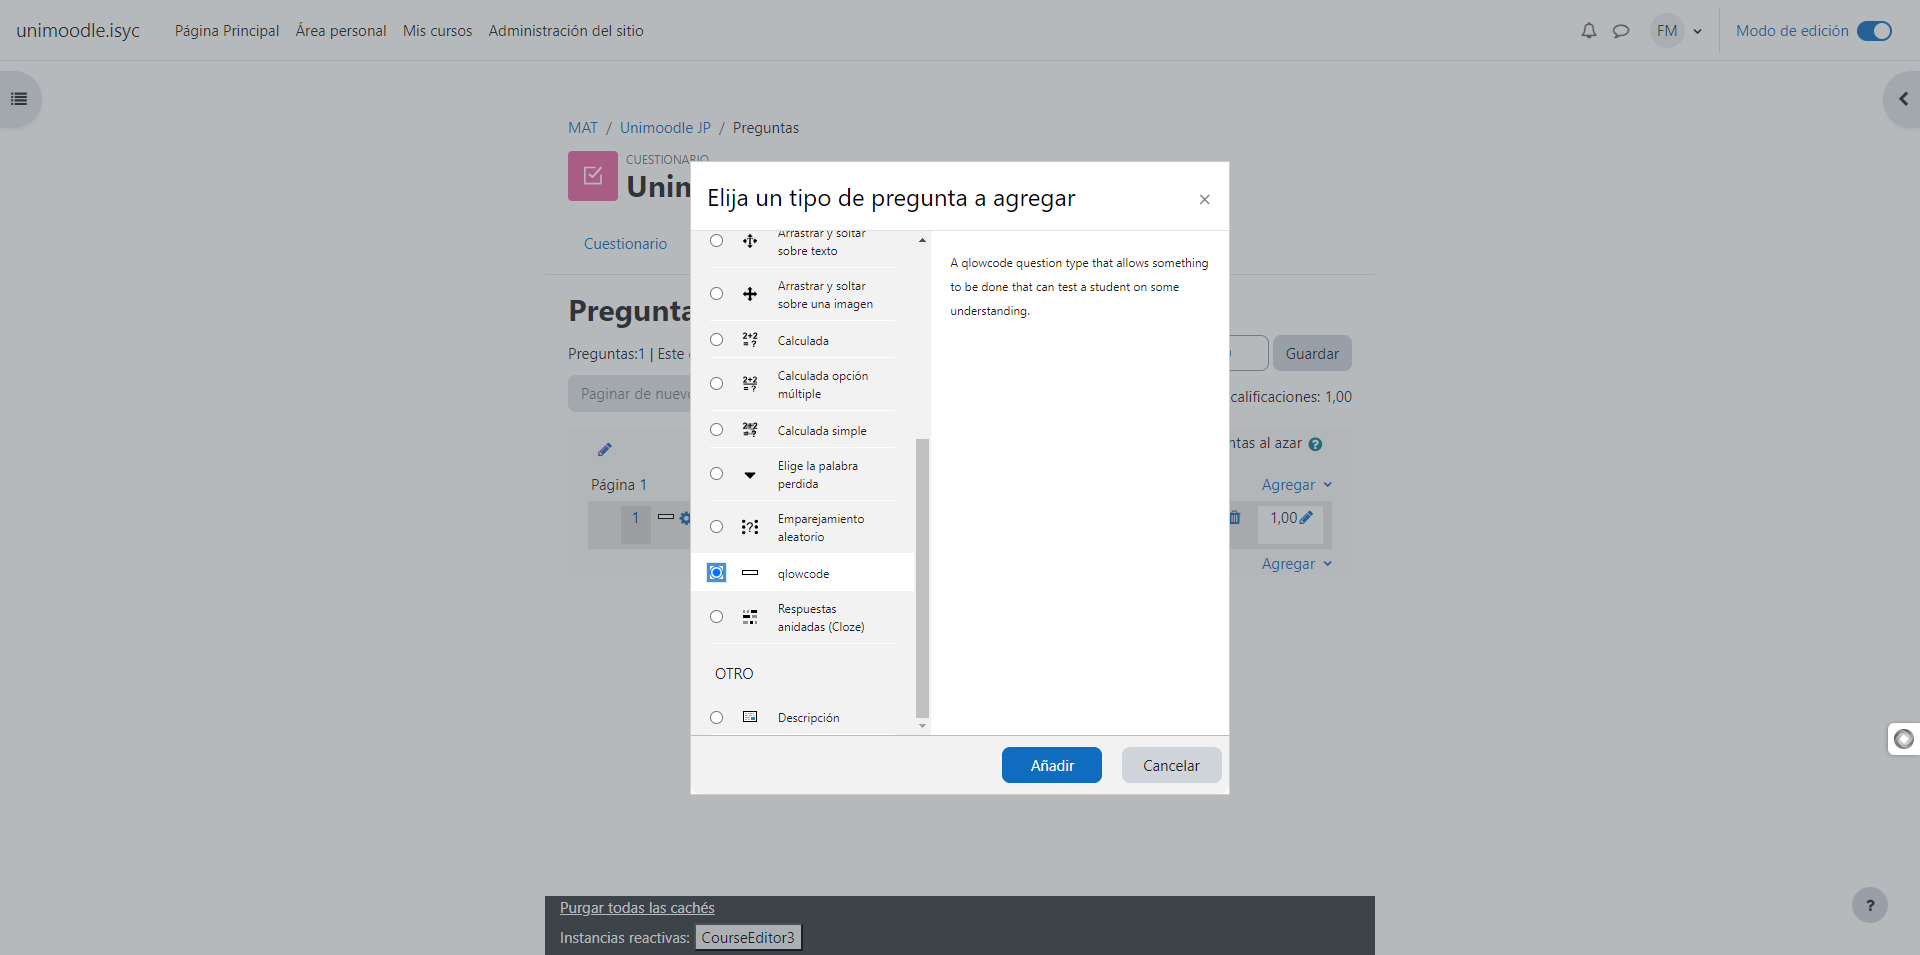 unimoodle.isyc
Página Principal
Área personal
Mis cursos
Administración del sitio
FM
Modo de edición
MAT / Unimoodle JP / Preguntas
CUESTIONARIO
Elija un tipo de pregunta a agregar
×
Cuestionario
Arrastrar y soltar
sobre texto
Arrastrar y soltar
sobre una imagen
2+2
= ?
Calculada
2+2
= ?
Calculada opción
múltiple
Calculada simple
Elige la palabra
perdida
Emparejamiento
aleatorio
qlowcode
Respuestas
anidadas (Cloze)
OTRO
Descripción
A qlowcode question type that allows something
to be done that can test a student on some
understanding.
Añadir
Cancelar
Preguntas:1 | Este
Guardar
Paginar de nuevo
calificaciones: 1,00
al azar
Página 1
Agregar
1
1,00
Agregar
Purgar todas las cachés
Instancias reactivas: CourseEditor3
?